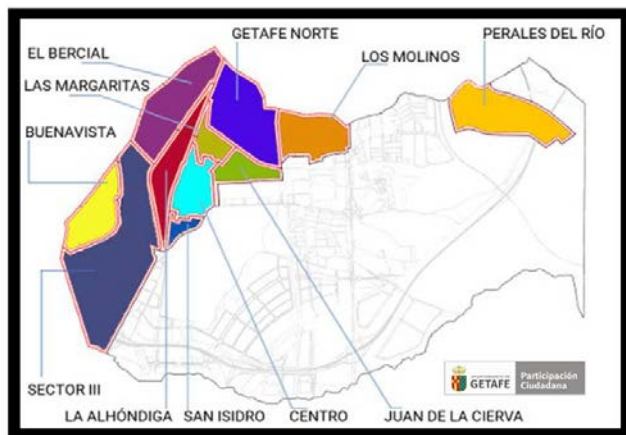 GETAFE NORTE
PERALES DEL RÍO
EL BERCIAL
LOS MOLINOS
LAS MARGARITAS
BUENAVISTA
SECTOR III
LA ALHÓNDIGA
SAN ISIDRO
CENTRO
JUAN DE LA CIERVA
GETAFE
Participación
Ciudadana